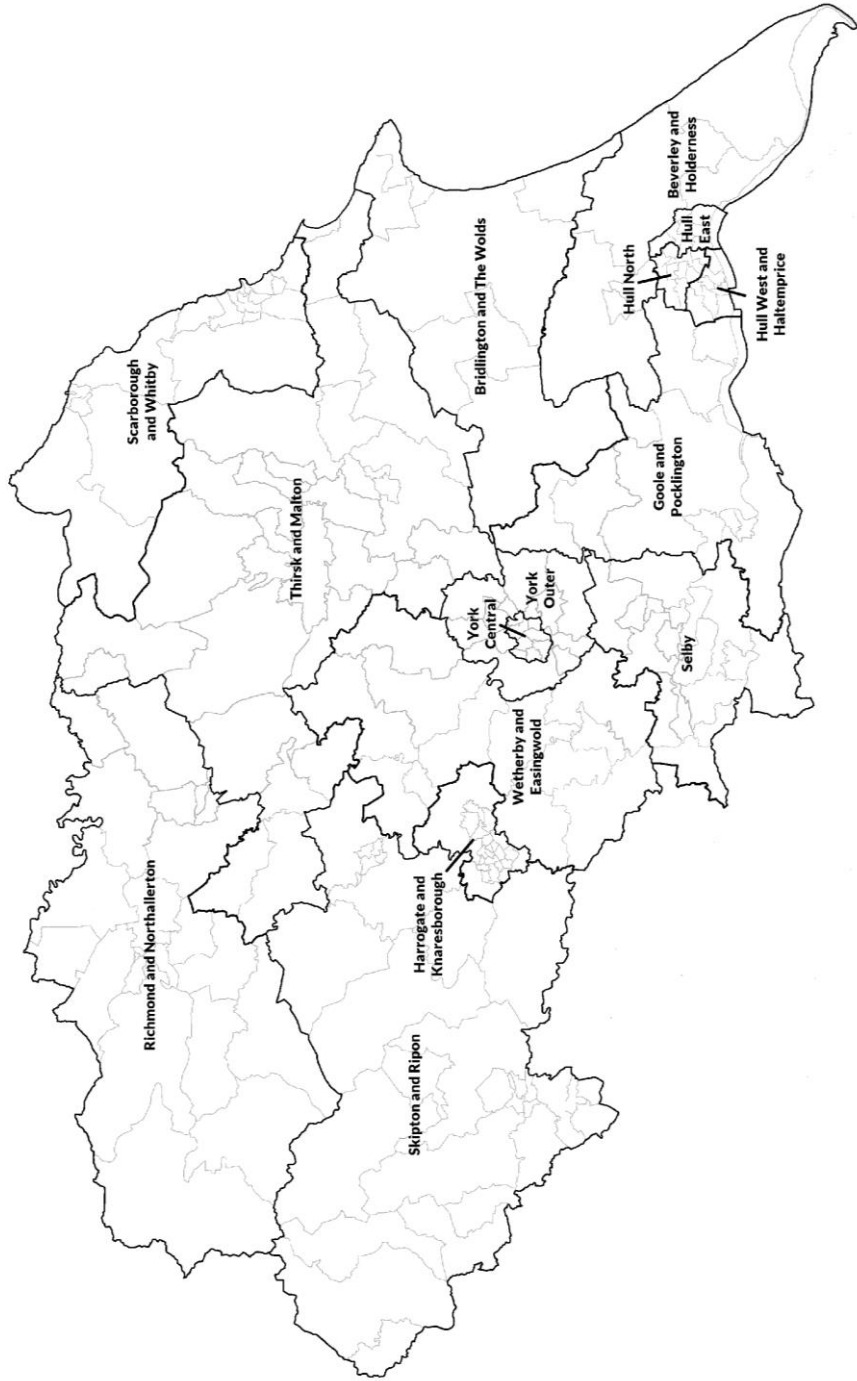 Scarborough
and Whitby
Richmond and Northallerton
Thirsk and Malton
Bridlington and The Wolds
Skipton and Ripon
Harrogate and
Knaresborough
Wetherby and
Easingwold
York
Central
York
Outer
Selby
Goole and
Pocklington
Hull North
Beverley and
Holderness
Hull
East
Hull West and
Haltemprice